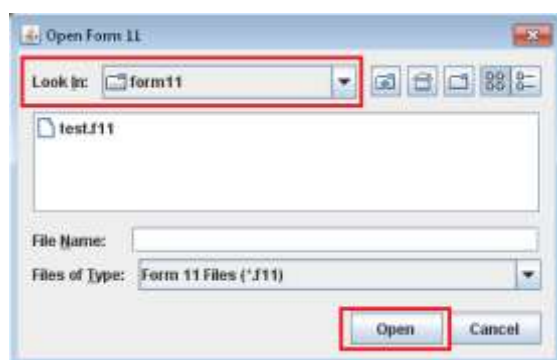 Open Form 11
Look In: form11
test.f11
File Name:
Files of Type: Form 11 Files (*.f11)
Open Cancel